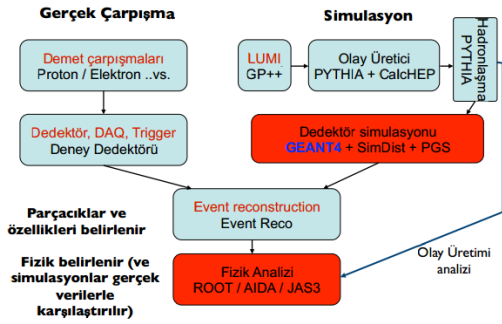 Gerçek Çarpışma
Simulasyon
Demet çarpışmaları
Proton / Elektron ..vs.
LUMI
GP++
Olay Üretici
PYTHIA + CalcHEP
Hadronlaşma
PYTHIA
Dedektör, DAQ, Trigger
Deney Dedektörü
Dedektör simulasyonu
GEANT4 + SimDist + PGS
Parçacıklar ve
özellikleri belirlenir
Event reconstruction
Event Reco
Fizik belirlenir (ve
simulasyonlar gerçek
verilerle
karşılaştırılır)
Fizik Analizi
ROOT / AIDA / JAS3
Olay Üretimi
analizi